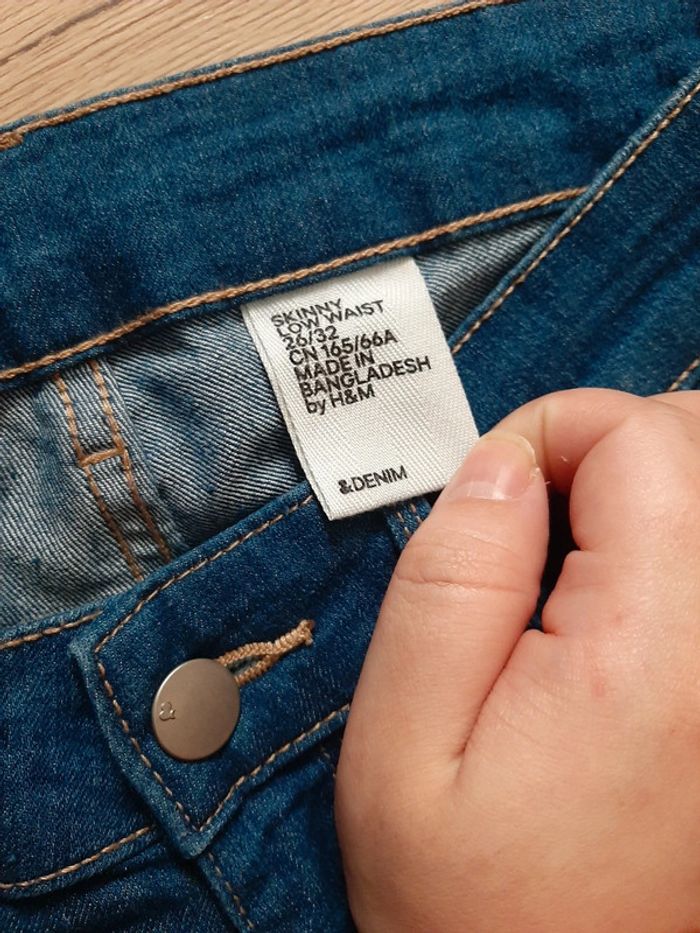 SKINNY
LOW WAIST
26/32
CN 165/66A
MADE IN
BANGLADESH
by H&M
&DENIM
&